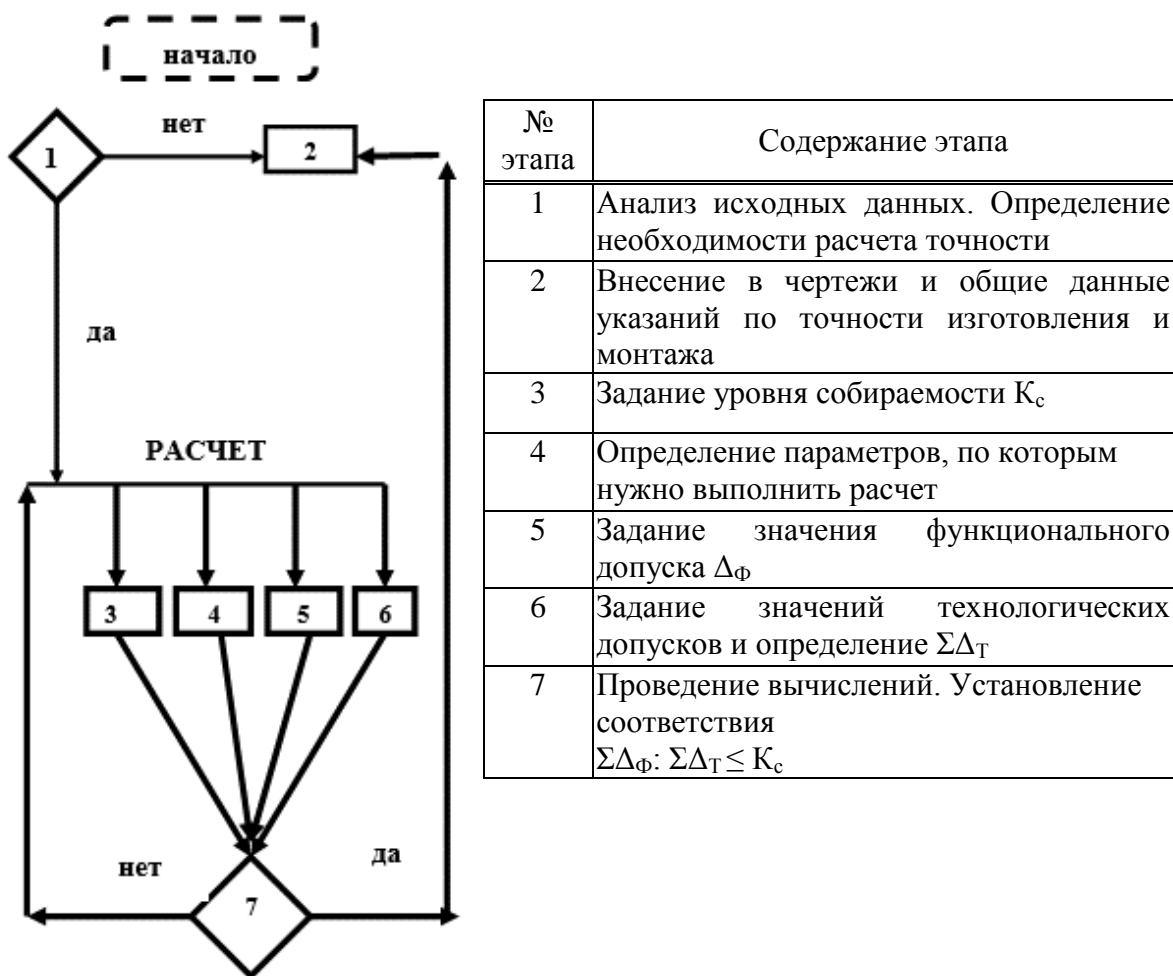 начало
нет
1
2
да
РАСЧЕТ
3 4 5 6
нет
да
7
№
этапа
Содержание этапа
1
Анализ исходных данных. Определение
необходимости расчета точности
2
Внесение в чертежи и общие данные
указаний по точности изготовления и
монтажа
3
Задание уровня собираемости Kс
4
Определение параметров, по которым
нужно выполнить расчет
5
Задание значения функционального
допуска ΔФ
6
Задание значений технологических
допусков и определение ΣΔТ
7
Проведение вычислений. Установление
соответствия
ΣΔФ: ΣΔТ ≤ Kс